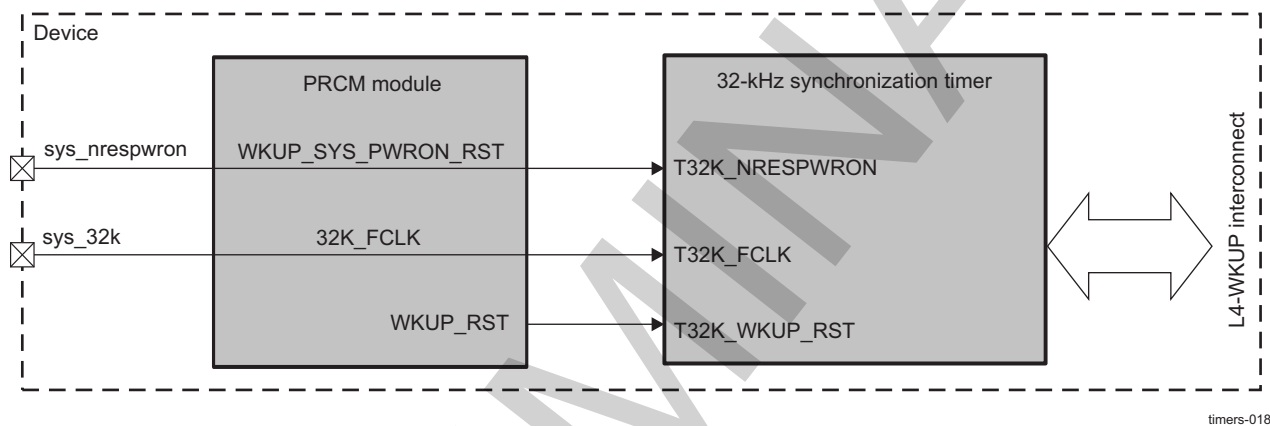 Device
PRCM module
32-kHz synchronization timer
sys_nrespwron
WKUP_SYS_PWRON_RST
T32K_NRESPWRON
sys_32k
32K_FCLK
T32K_FCLK
WKUP_RST
T32K_WKUP_RST
L4-WKUP interconnect
timers-018
MINA